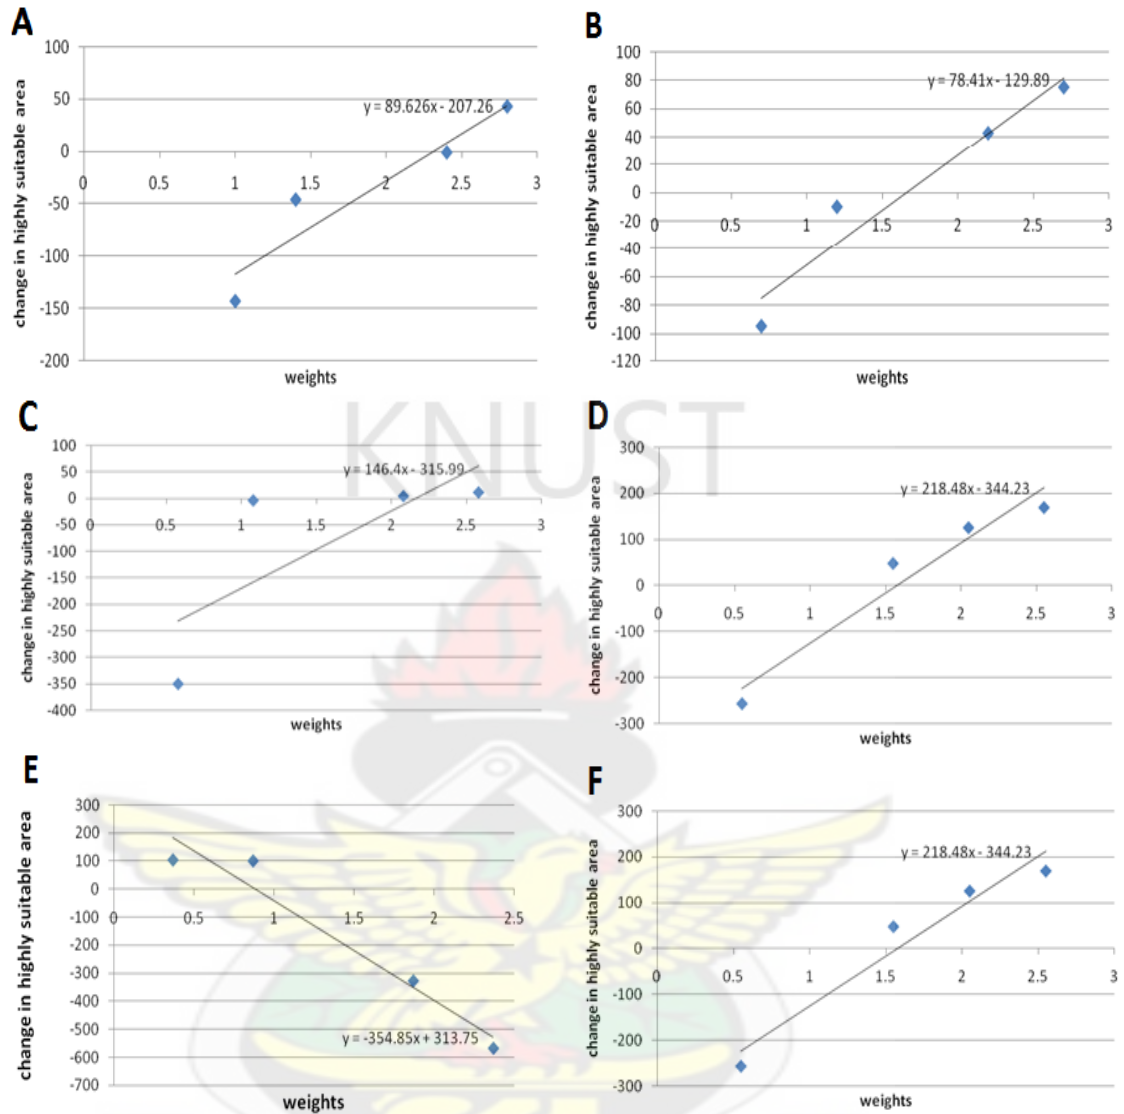 A
100
50
0
-50
-100
-150
-200
0 0.5 1 1.5 2 2.5 3
y = 89.626x - 207.26
change in highly suitable area
weights
B
100
80
60
40
20
0
-20
-40
-60
-80
-100
-120
0 0.5 1 1.5 2 2.5 3
y = 78.41x - 129.89
change in highly suitable area
weights
KNUST
C
100
50
0
-50
-100
-150
-200
-250
-300
-350
-400
0 0.5 1 1.5 2 2.5 3
y = 146.4x - 315.99
change in highly suitable area
weights
D
300
200
100
0
-100
-200
-300
0 0.5 1 1.5 2 2.5 3
y = 218.48x - 344.23
change in highly suitable area
weights
E
300
200
100
0
-100
-200
-300
-400
-500
-600
-700
0 0.5 1 1.5 2 2.5
y = -354.85x + 313.75
change in highly suitable area
weights
F
300
200
100
0
-100
-200
-300
0 0.5 1 1.5 2 2.5 3
y = 218.48x - 344.23
change in highly suitable area
weights